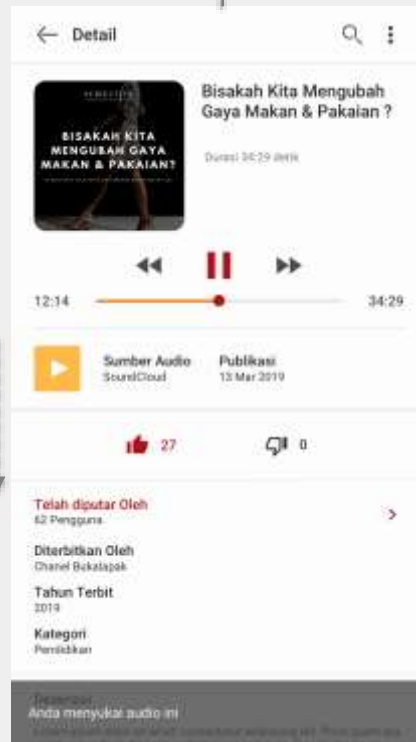 Detail
BISAKAH KITA
MENGUBAH GAYA
MAKAN & PAKAIAN?
Bisakah Kita Mengubah
Gaya Makan & Pakaian ?
Durasi 34:29 detik
12:14
34:29
Sumber Audio
SoundCloud
Publikasi
13 Mar 2019
27
0
Telah diputar Oleh
62 Pengguna
Diterbitkan Oleh
Chanel Bukalapak
Tahun Terbit
2019
Kategori
Pendidikan
Anda menyukai audio ini